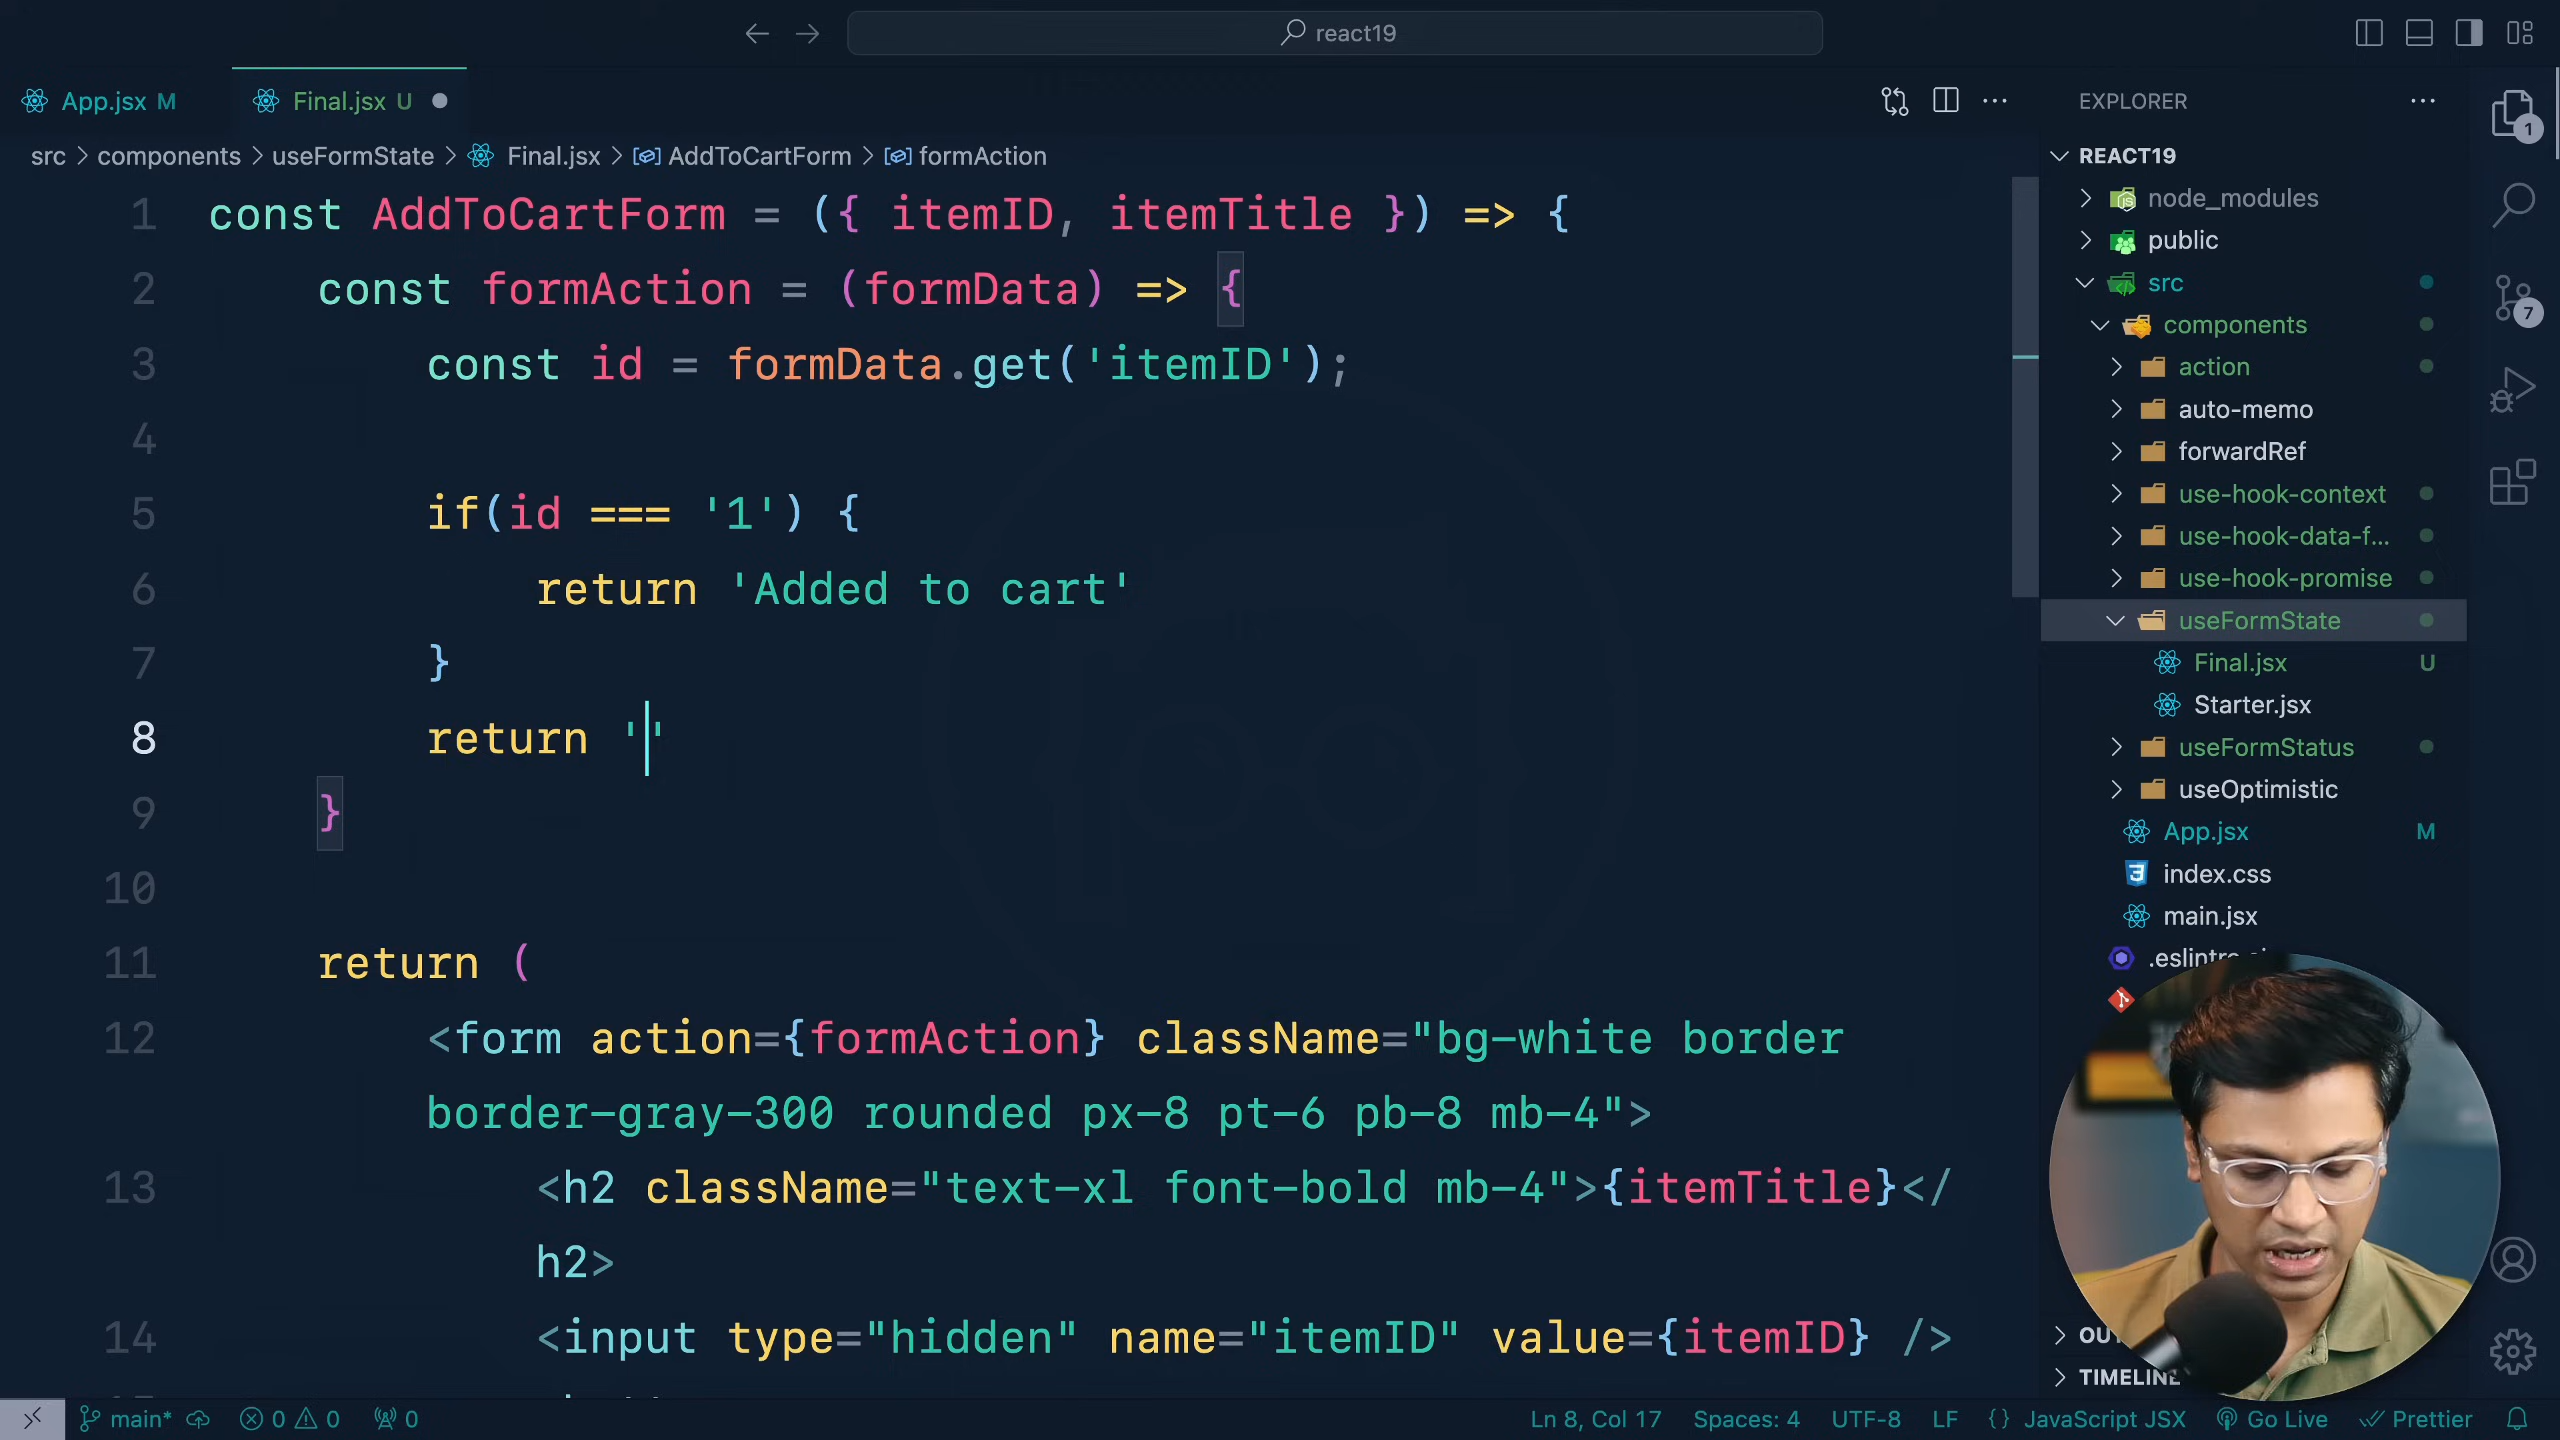 react19
App.jsx M
Final.jsx U
EXPLORER
1
src > components > useFormState > Final.jsx > AddToCartForm > formAction
REACT19
1 const AddToCartForm = ({ itemID, itemTitle }) => {
2 const formAction = (formData) => {
3 const id = formData.get('itemID');
4
5 if(id === '1') {
6 return 'Added to cart'
7 }
8 return ''
9 }
10
11 return (
12 <form action={formAction} className="bg-white border
border-gray-300 rounded px-8 pt-6 pb-8 mb-4">
13 <h2 className="text-xl font-bold mb-4">{itemTitle}</
h2>
14 <input type="hidden" name="itemID" value={itemID} />
node_modules
public
src
7
components
action
auto-memo
forwardRef
use-hook-context
use-hook-data-f...
use-hook-promise
useFormState
Final.jsx U
Starter.jsx
useFormStatus
useOptimistic
App.jsx M
index.css
main.jsx
TIMELINE
main*
0 0
0
Ln 8, Col 17
Spaces: 4
UTF-8
LF
{} JavaScript JSX
Go Live
Prettier